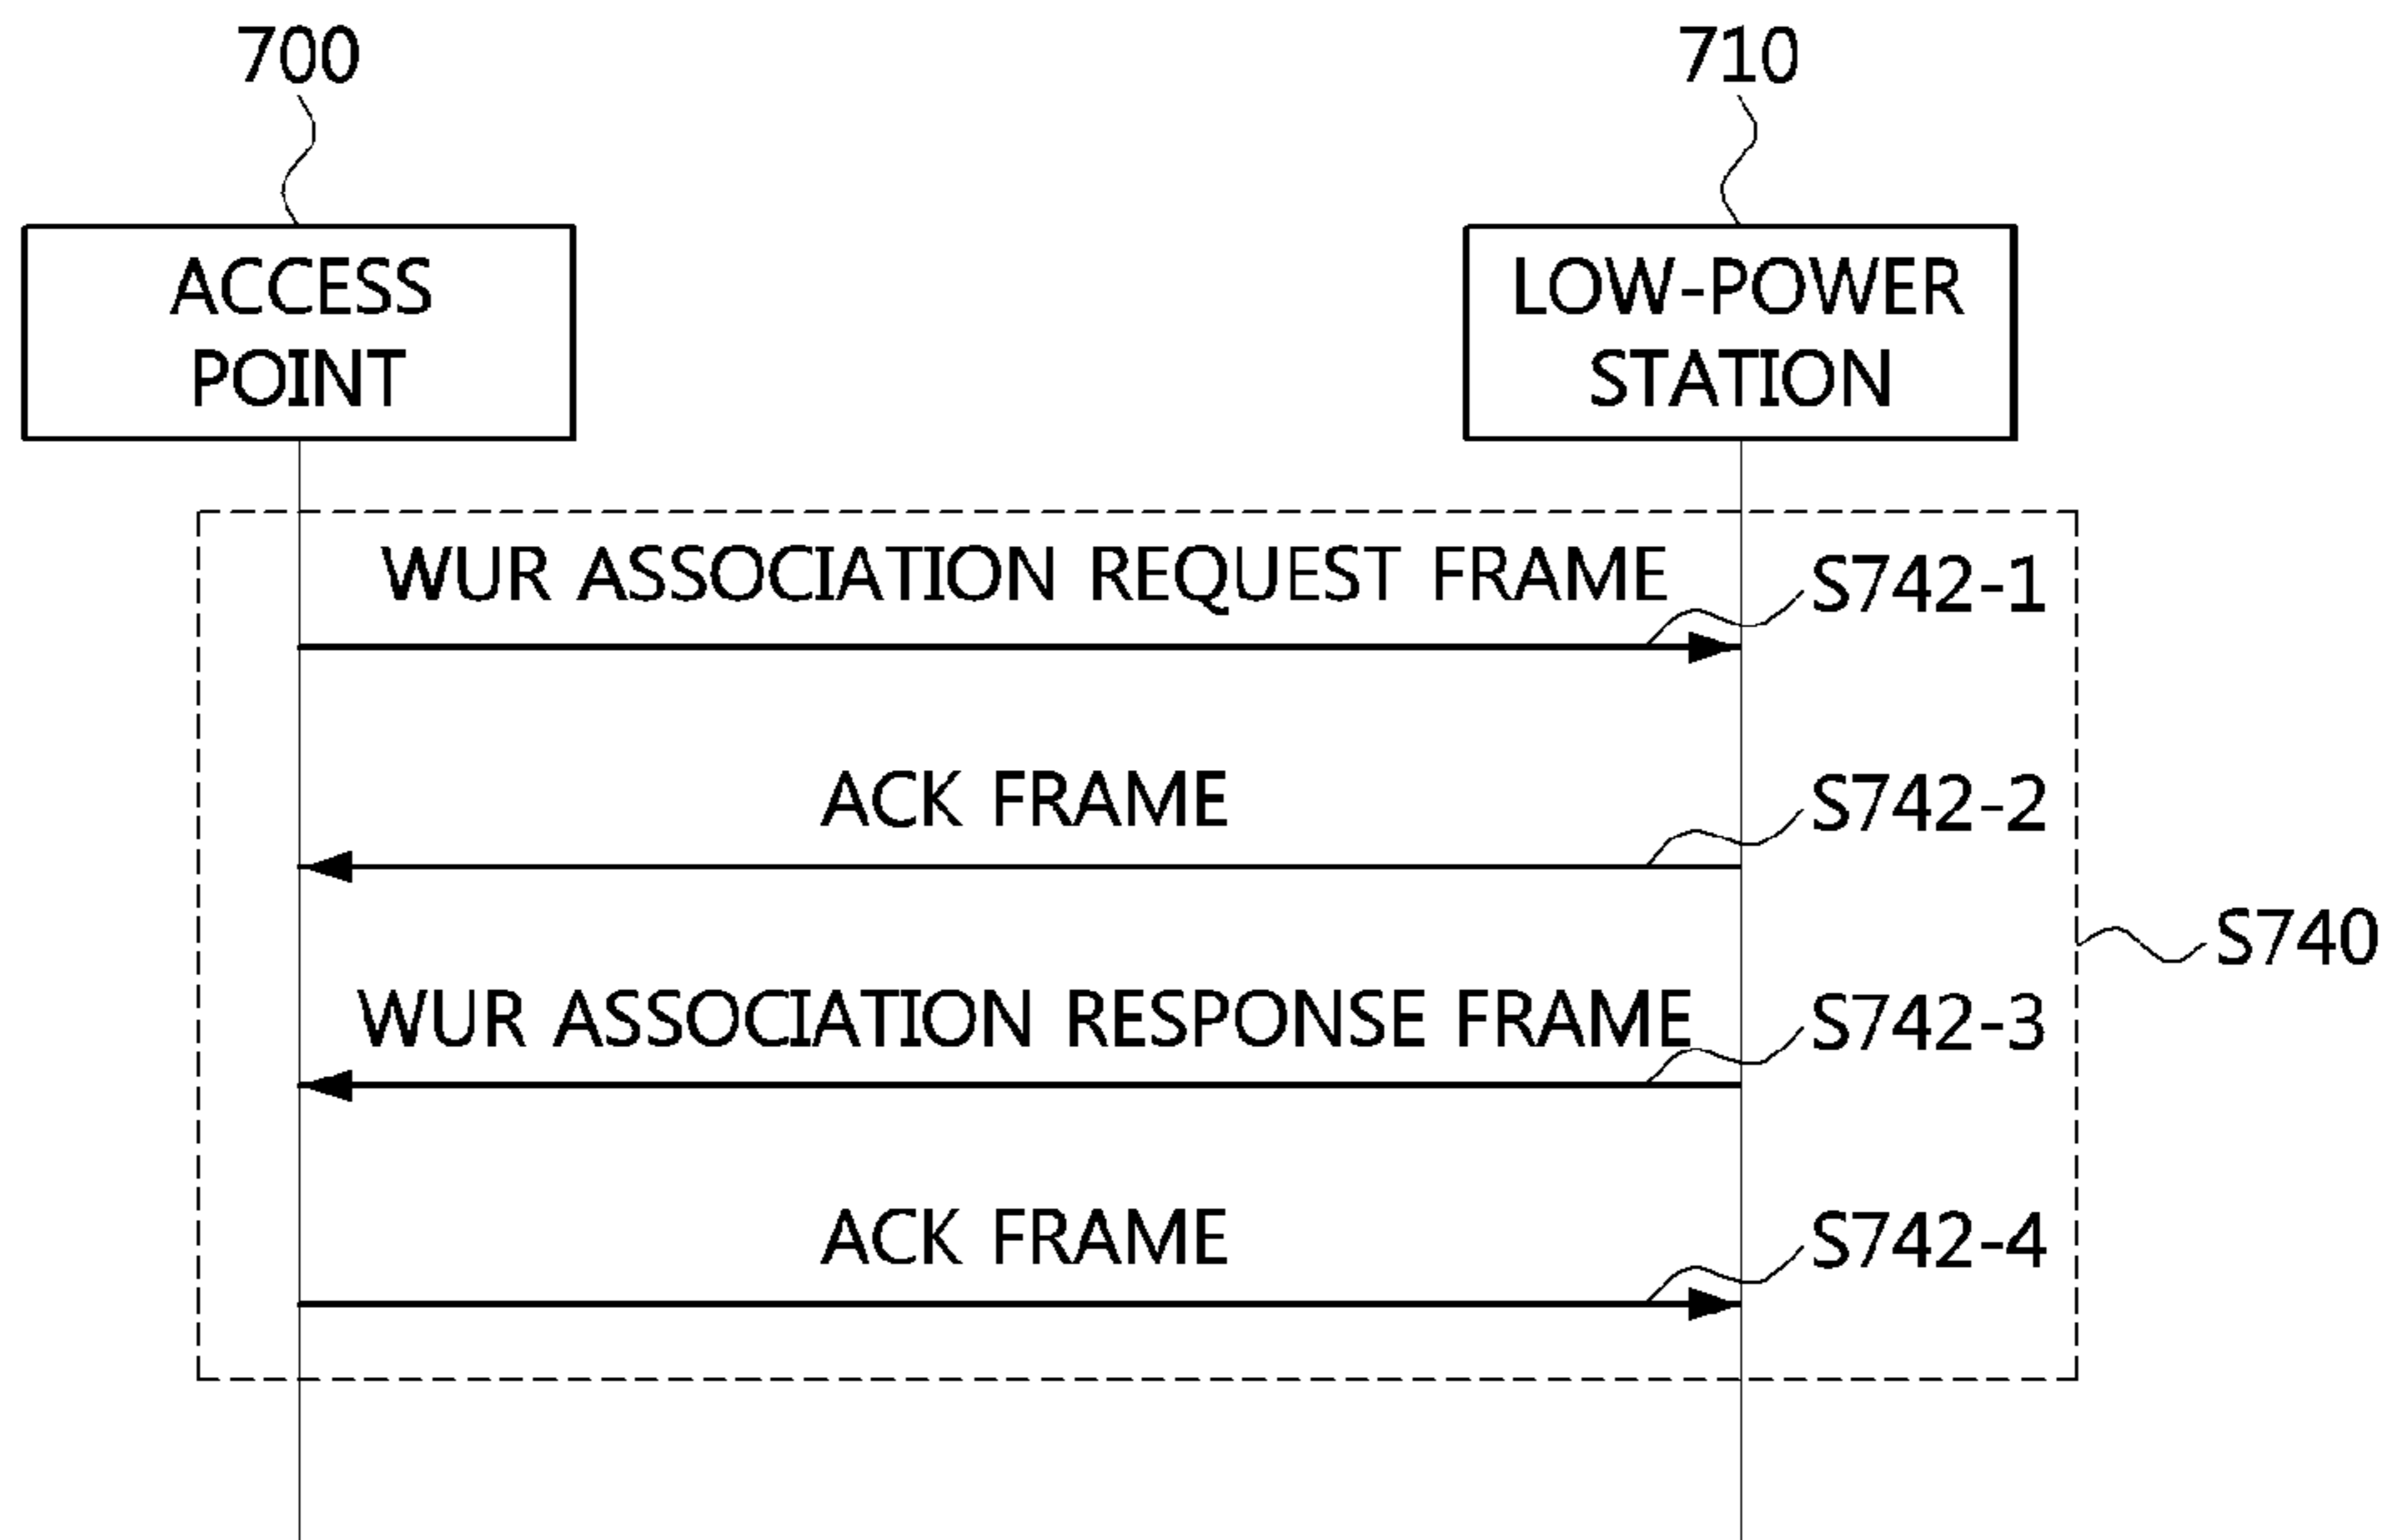 700
710
ACCESS
POINT
LOW-POWER
STATION
WUR ASSOCIATION REQUEST FRAME
S742-1
ACK FRAME
S742-2
S740
WUR ASSOCIATION RESPONSE FRAME
S742-3
ACK FRAME
S742-4